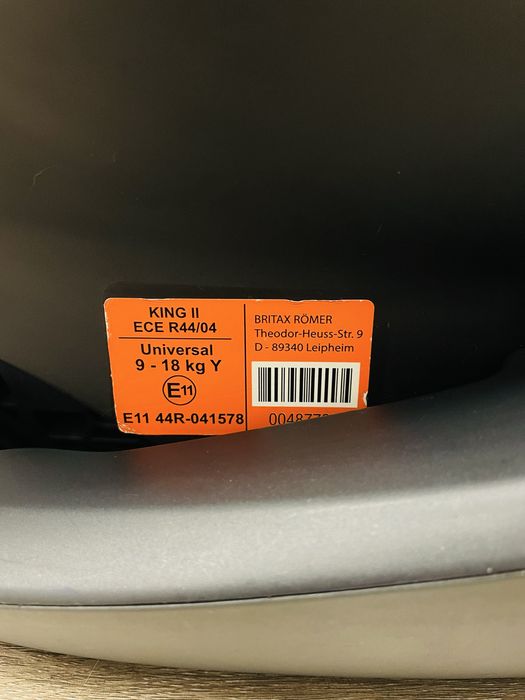 KING II
ECE R44/04
Universal
9 - 18 kg Y
E11
E11 44R-041578
BRITAX RÖMER
Theodor-Heuss-Str. 9
D - 89340 Leipheim